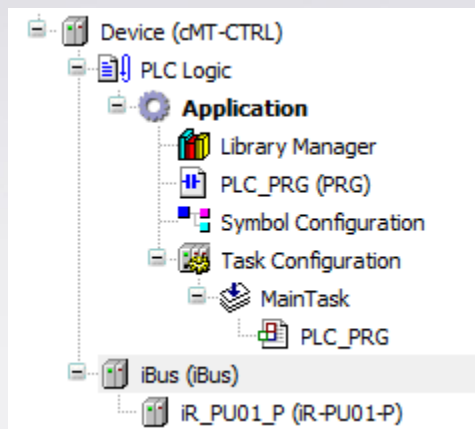 Device (cMT-CTRL)
PLC Logic
Application
Library Manager
PLC_PRG (PRG)
Symbol Configuration
Task Configuration
MainTask
PLC_PRG
iBus (iBus)
iR_PU01_P (iR-PU01-P)